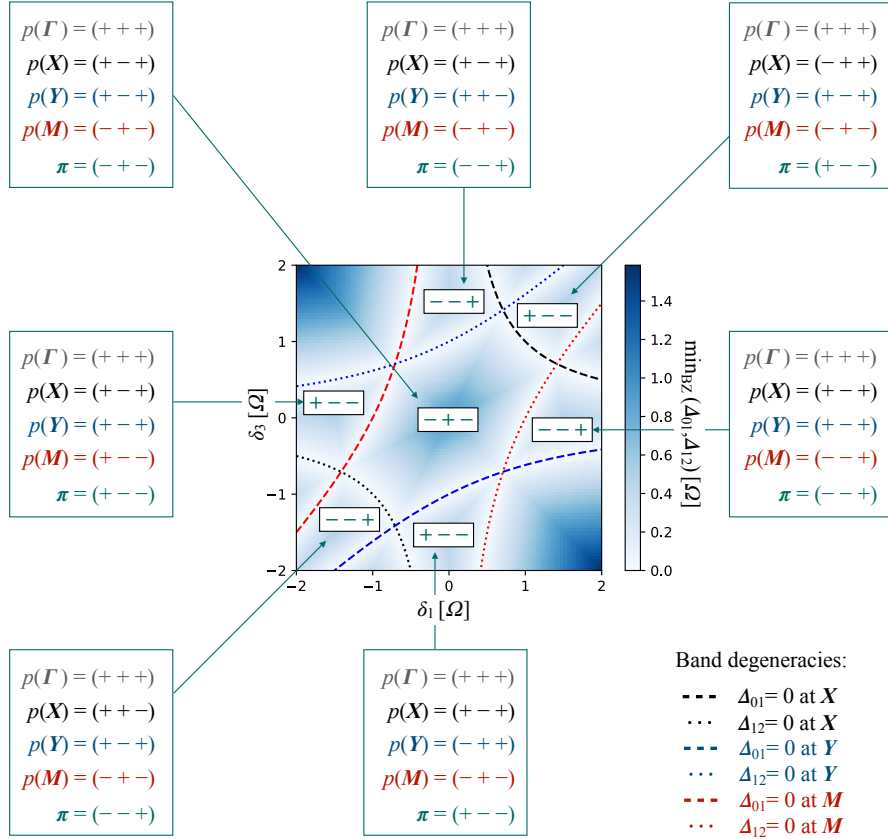 p(Γ) = (+ + +)
p(X) = (+ − +)
p(Y) = (+ − +)
p(M) = (− + −)
π = (− + −)
p(Γ) = (+ + +)
p(X) = (+ − +)
p(Y) = (+ + −)
p(M) = (− + −)
π = (− − +)
p(Γ) = (+ + +)
p(X) = (− + +)
p(Y) = (+ + −)
p(M) = (− + −)
π = (+ − −)
p(Γ) = (+ + +)
p(X) = (+ − +)
p(Y) = (+ − +)
p(M) = (+ − −)
π = (+ − −)
2
1
0
−1
−2
−2
−1
0
1
2
δ₃ [Ω]
δ₁ [Ω]
− − +
+ − −
+ − −
− + −
− − +
− − +
+ − −
1.4
1.2
1.0
0.8
0.6
0.4
0.2
0.0
min_BZ (Δ₀₁, Δ₁₂) [Ω]
p(Γ) = (+ + +)
p(X) = (+ − +)
p(Y) = (+ − +)
p(M) = (− − +)
π = (− − +)
p(Γ) = (+ + +)
p(X) = (+ + −)
p(Y) = (+ − +)
p(M) = (− + −)
π = (− − +)
p(Γ) = (+ + +)
p(X) = (+ − +)
p(Y) = (− + +)
p(M) = (− + −)
π = (+ − −)
Band degeneracies:
Δ₀₁= 0 at X
Δ₁₂= 0 at X
Δ₀₁= 0 at Y
Δ₁₂= 0 at Y
Δ₀₁= 0 at M
Δ₁₂= 0 at M